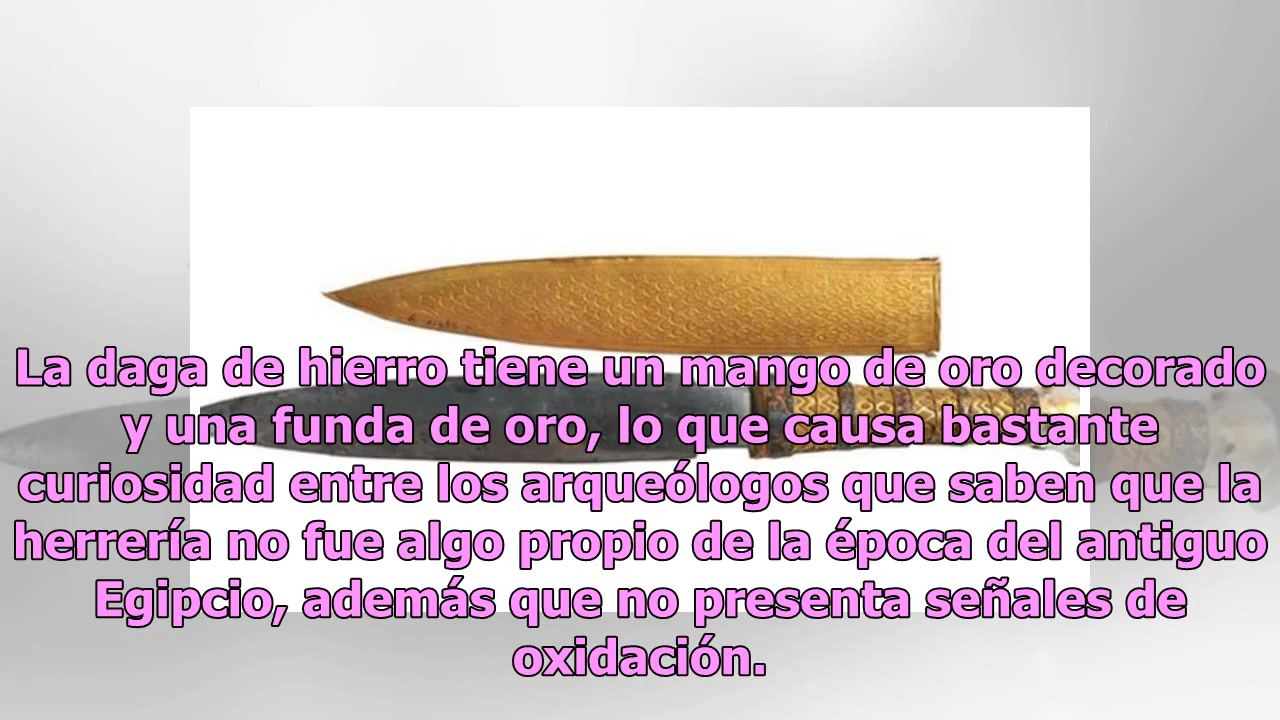 La daga de hierro tiene un mango de oro decorado
y una funda de oro, lo que causa bastante
curiosidad entre los arqueólogos que saben que la
herrería no fue algo propio de la época del antiguo
Egipcio, además que no presenta señales de
oxidación.